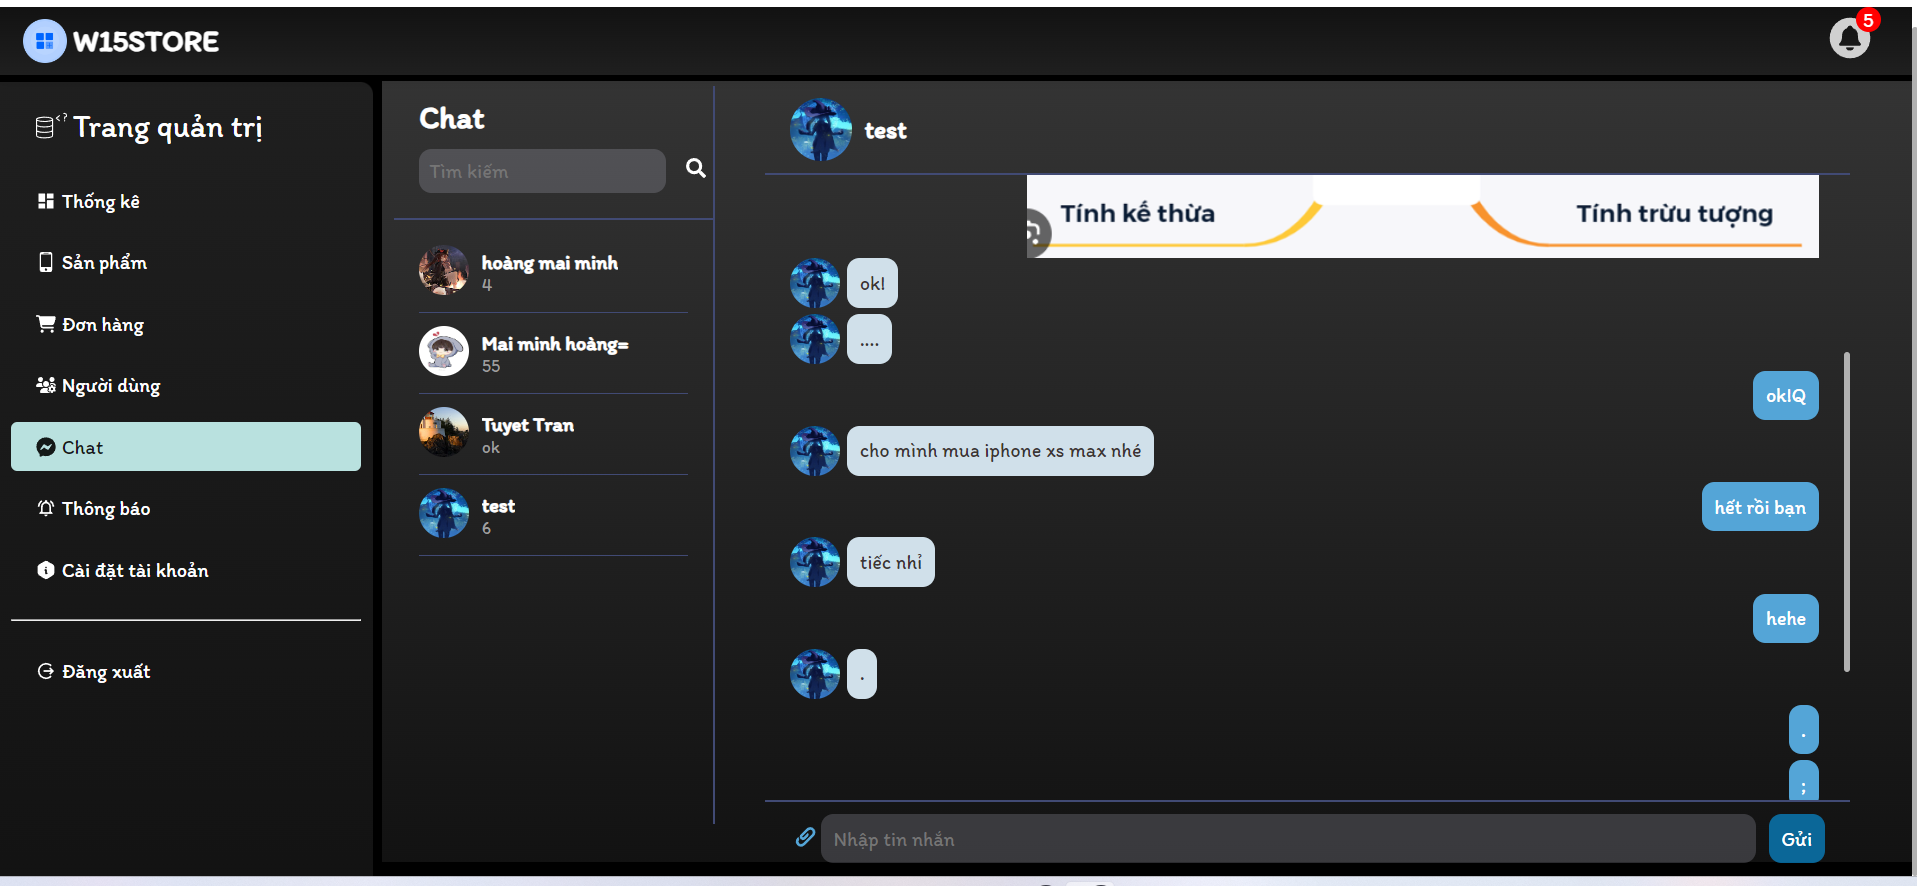 W15STORE
5
Trang quản trị
Thống kê
Sản phẩm
Đơn hàng
Người dùng
Chat
Thông báo
Cài đặt tài khoản
Đăng xuất
Chat
Tìm kiếm
hoàng mai minh
4
Mai minh hoàng=
55
Tuyet Tran
ok
test
6
test
Tính kế thừa
Tính trừu tượng
ok!
....
ok!Q
cho mình mua iphone xs max nhé
hết rồi bạn
tiếc nhỉ
hehe
.
.
;
Nhập tin nhắn
Gửi